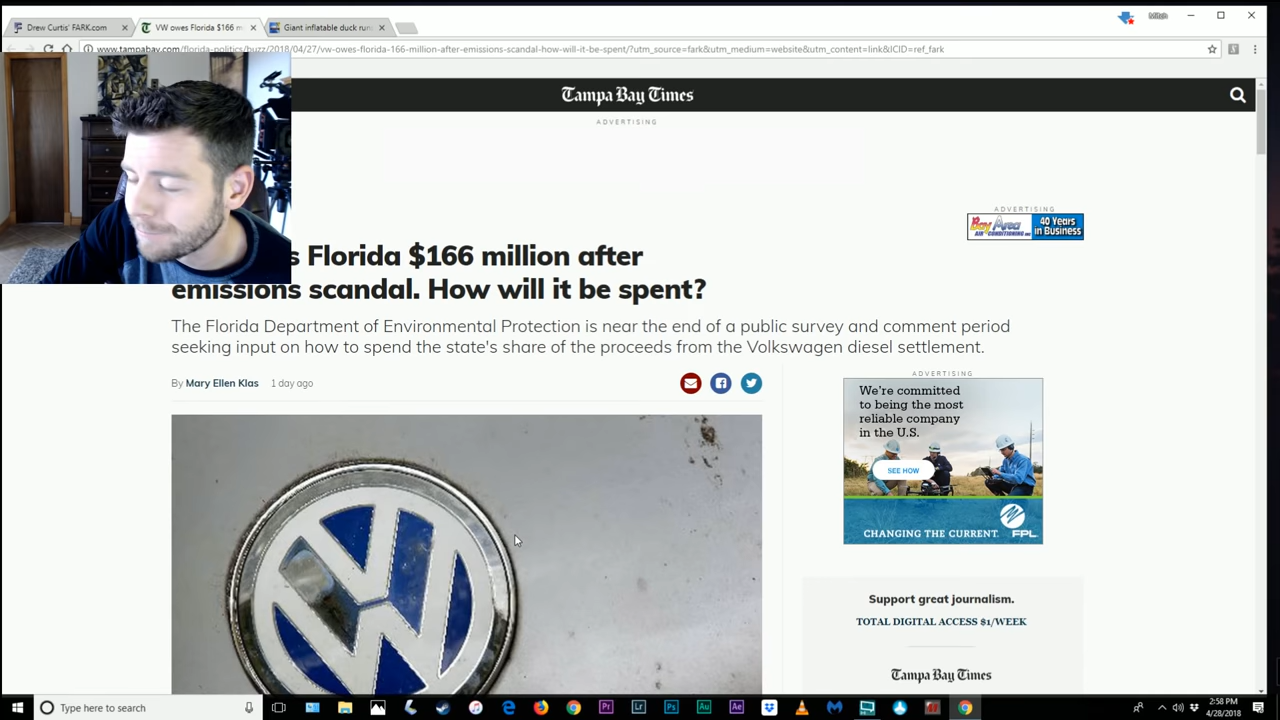 Drew Curtis' FARK.com
VW owes Florida $166 m
Giant inflatable duck run
Mitch
www.tampabay.com/florida-politics/buzz/2018/04/27/vw-owes-florida-166-million-after-emissions-scandal-how-will-it-be-spent/?utm_source=fark&utm_medium=website&utm_content=link&ICID=ref_fark
Tampa Bay Times
ADVERTISING
ADVERTISING
Bay Area
AIR CONDITIONING INC
40 Years
in Business
s Florida $166 million after
emissions scandal. How will it be spent?
The Florida Department of Environmental Protection is near the end of a public survey and comment period
seeking input on how to spend the state's share of the proceeds from the Volkswagen diesel settlement.
By Mary Ellen Klas 1 day ago
ADVERTISING
We're committed
to being the most
reliable company
in the U.S.
SEE HOW
CHANGING THE CURRENT.
FPL
Support great journalism.
TOTAL DIGITAL ACCESS $1/WEEK
Tampa Bay Times
Type here to search
2:58 PM
4/28/2018